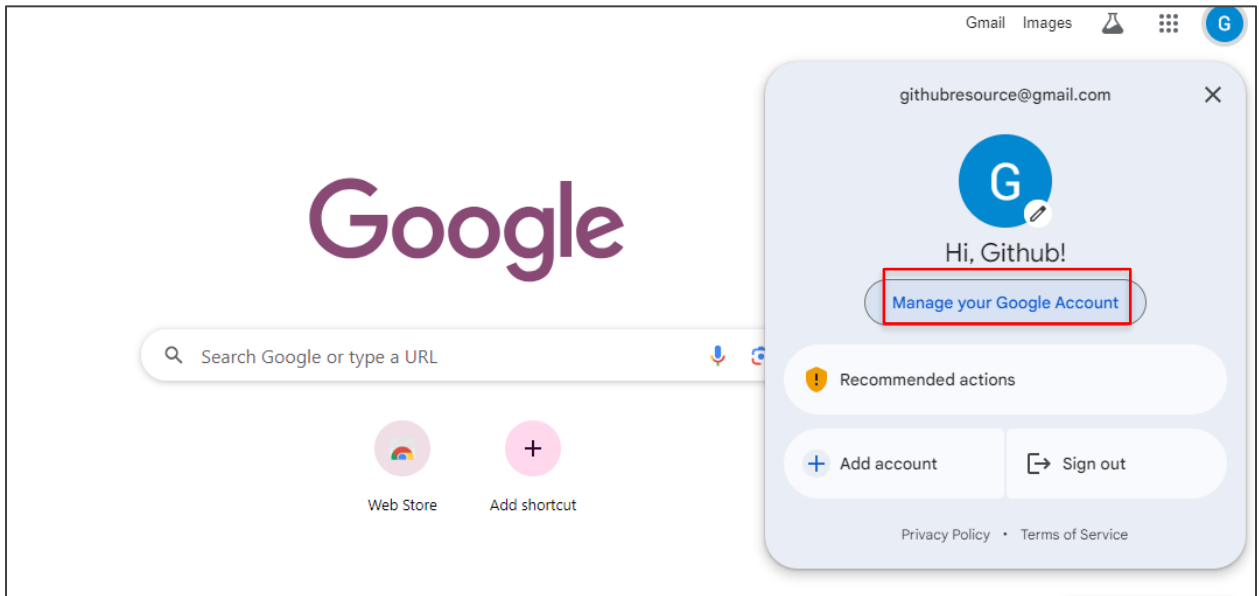 Gmail Images
G
githubresource@gmail.com
G
Hi, Github!
Manage your Google Account
Google
Search Google or type a URL
Recommended actions
Add account
Sign out
Web Store
Add shortcut
Privacy Policy • Terms of Service